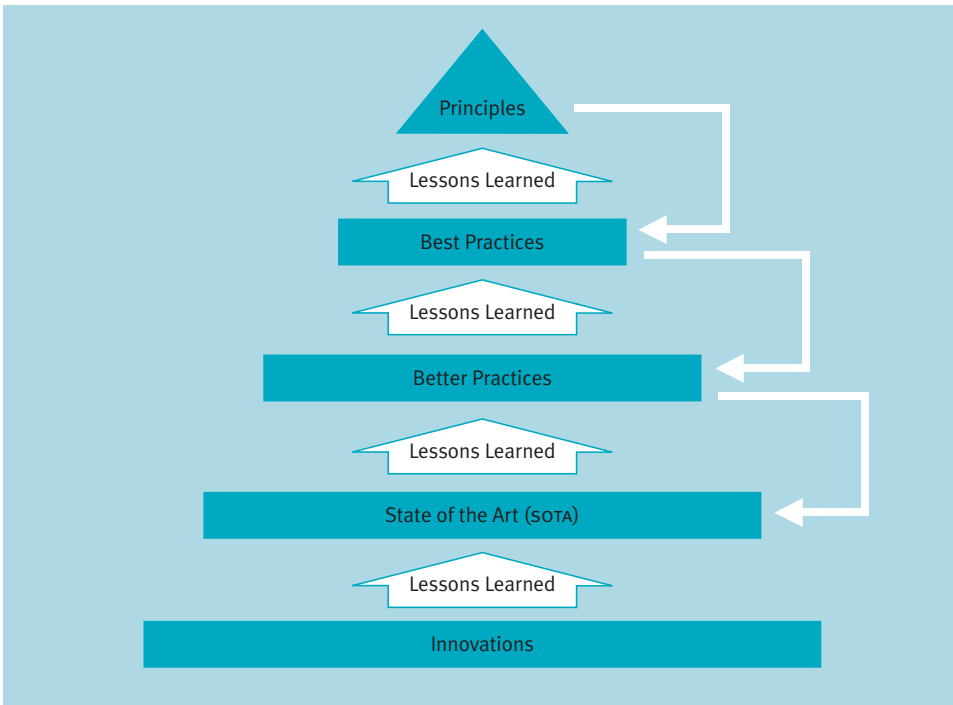 Principles
Lessons Learned
Best Practices
Lessons Learned
Better Practices
Lessons Learned
State of the Art (SOTA)
Lessons Learned
Innovations